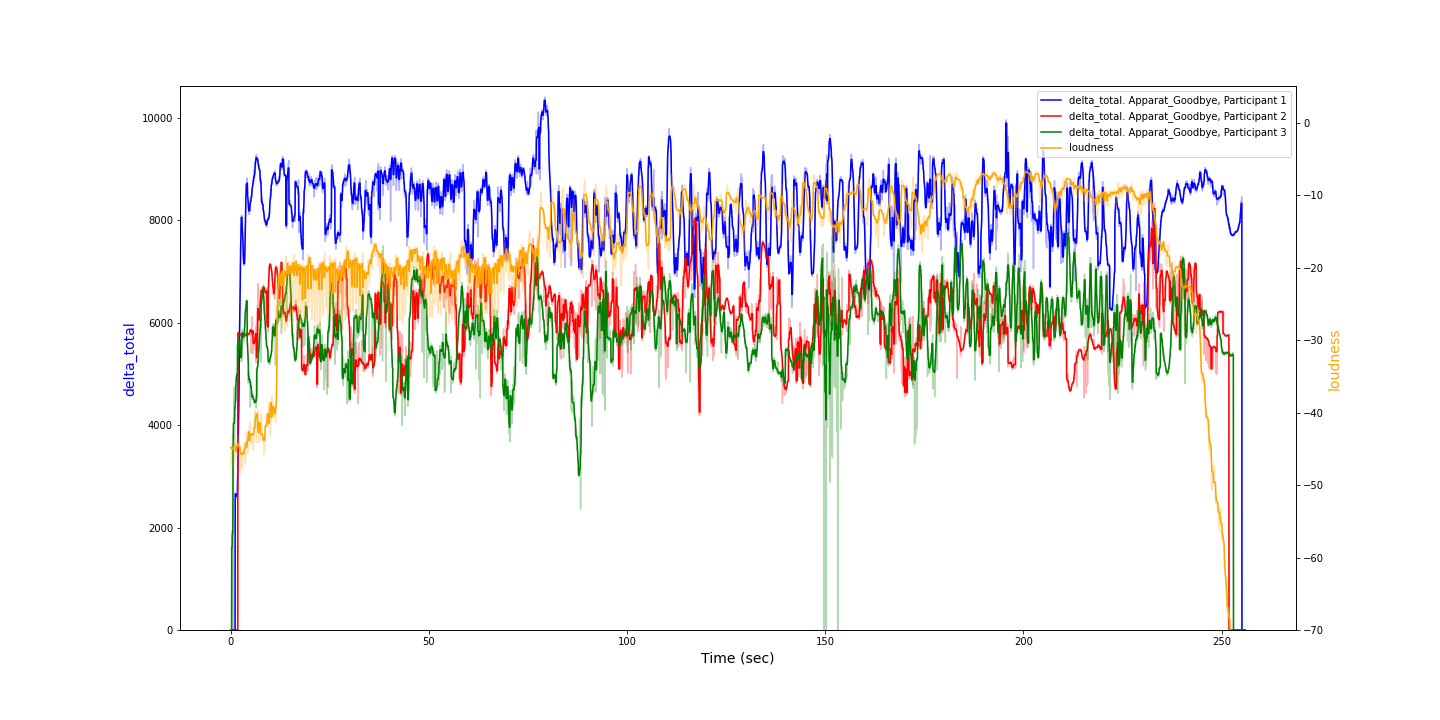 delta_total. Apparat_Goodbye, Participant 1
delta_total. Apparat_Goodbye, Participant 2
delta_total. Apparat_Goodbye, Participant 3
loudness
10000
8000
6000
4000
2000
0
delta_total
0
−10
−20
−30
−40
−50
−60
−70
loudness
0 50 100 150 200 250
Time (sec)